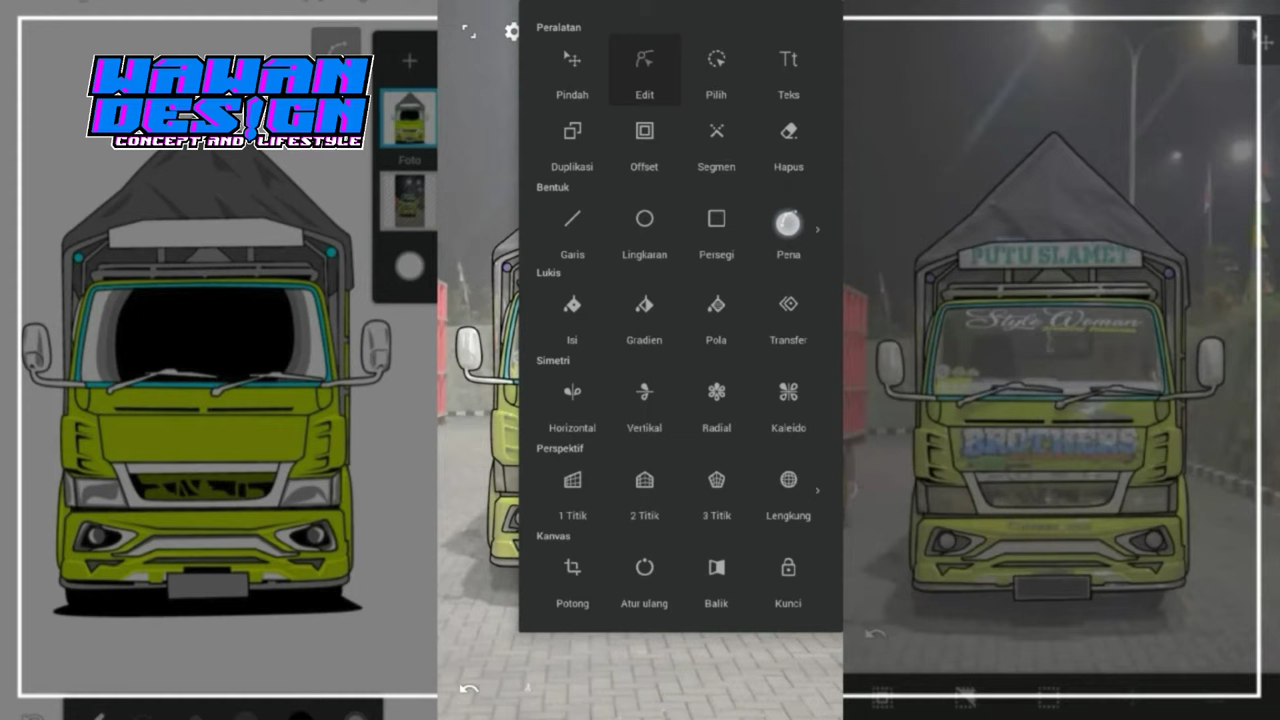 WAWAN
DES!GN
CONCEPT AND LIFESTYLE
Foto
Peralatan
Pindah
Edit
Pilih
Teks
Duplikasi
Offset
Segmen
Hapus
Bentuk
Garis
Lingkaran
Persegi
Pena
Lukis
Isi
Gradien
Pola
Transfer
Simetri
Horizontal
Vertikal
Radial
Kaleido
Perspektif
1 Titik
2 Titik
3 Titik
Lengkung
Kanvas
Potong
Atur ulang
Balik
Kunci
PUTU SLAMET
Style Woman
BROTHERS